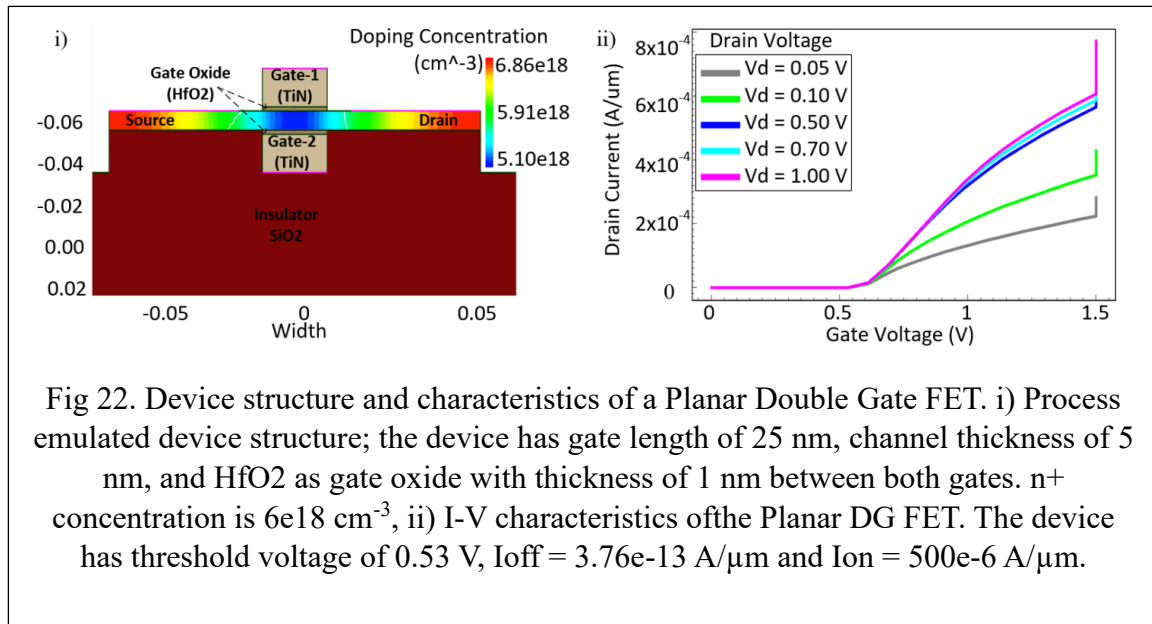 i)
Doping Concentration
(cm^-3)
6.86e18
5.91e18
5.10e18
Gate Oxide
(HfO2)
Gate-1
(TiN)
Source
Drain
Gate-2
(TiN)
Insulator
SiO2
-0.06
-0.04
-0.02
0.00
0.02
-0.05
0
0.05
Width
ii)
8x10-4
6x10-4
4x10-4
2x10-4
0
Drain Current (A/um)
Drain Voltage
Vd = 0.05 V
Vd = 0.10 V
Vd = 0.50 V
Vd = 0.70 V
Vd = 1.00 V
0
1
1.5
Gate Voltage (V)
Fig 22. Device structure and characteristics of a Planar Double Gate FET. i) Process
emulated device structure; the device has gate length of 25 nm, channel thickness of 5
nm, and HfO2 as gate oxide with thickness of 1 nm between both gates. n+
concentration is 6e18 cm-3, ii) I-V characteristics ofthe Planar DG FET. The device
has threshold voltage of 0.53 V, Ioff = 3.76e-13 A/µm and Ion = 500e-6 A/µm.